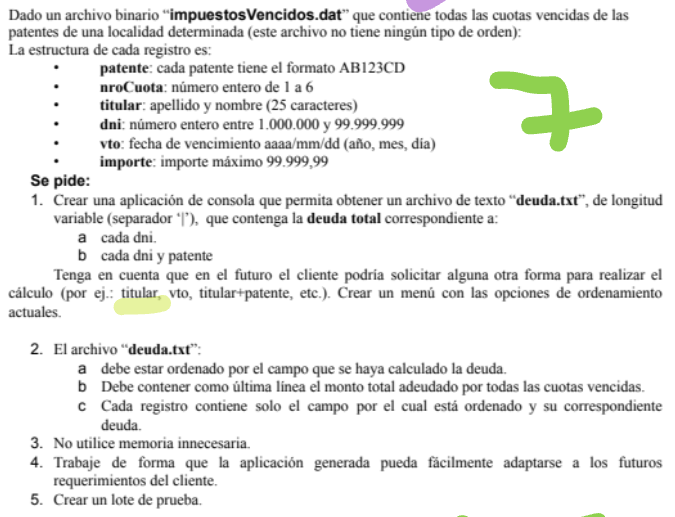 Dado un archivo binario “impuestosVencidos.dat” que contiene todas las cuotas vencidas de las
patentes de una localidad determinada (este archivo no tiene ningún tipo de orden):
La estructura de cada registro es:
• patente: cada patente tiene el formato AB123CD
• nroCuota: número entero de 1 a 6
• titular: apellido y nombre (25 caracteres)
• dni: número entero entre 1.000.000 y 99.999.999
• vto: fecha de vencimiento aaaa/mm/dd (año, mes, día)
• importe: importe máximo 99.999,99
7
Se pide:
1. Crear una aplicación de consola que permita obtener un archivo de texto “deuda.txt”, de longitud
variable (separador ‘|’), que contenga la deuda total correspondiente a:
a cada dni.
b cada dni y patente
Tenga en cuenta que en el futuro el cliente podría solicitar alguna otra forma para realizar el
cálculo (por ej.: titular, vto, titular+patente, etc.). Crear un menú con las opciones de ordenamiento
actuales.
2. El archivo “deuda.txt”:
a debe estar ordenado por el campo que se haya calculado la deuda.
b Debe contener como última línea el monto total adeudado por todas las cuotas vencidas.
c Cada registro contiene solo el campo por el cual está ordenado y su correspondiente
deuda.
3. No utilice memoria innecesaria.
4. Trabaje de forma que la aplicación generada pueda fácilmente adaptarse a los futuros
requerimientos del cliente.
5. Crear un lote de prueba.